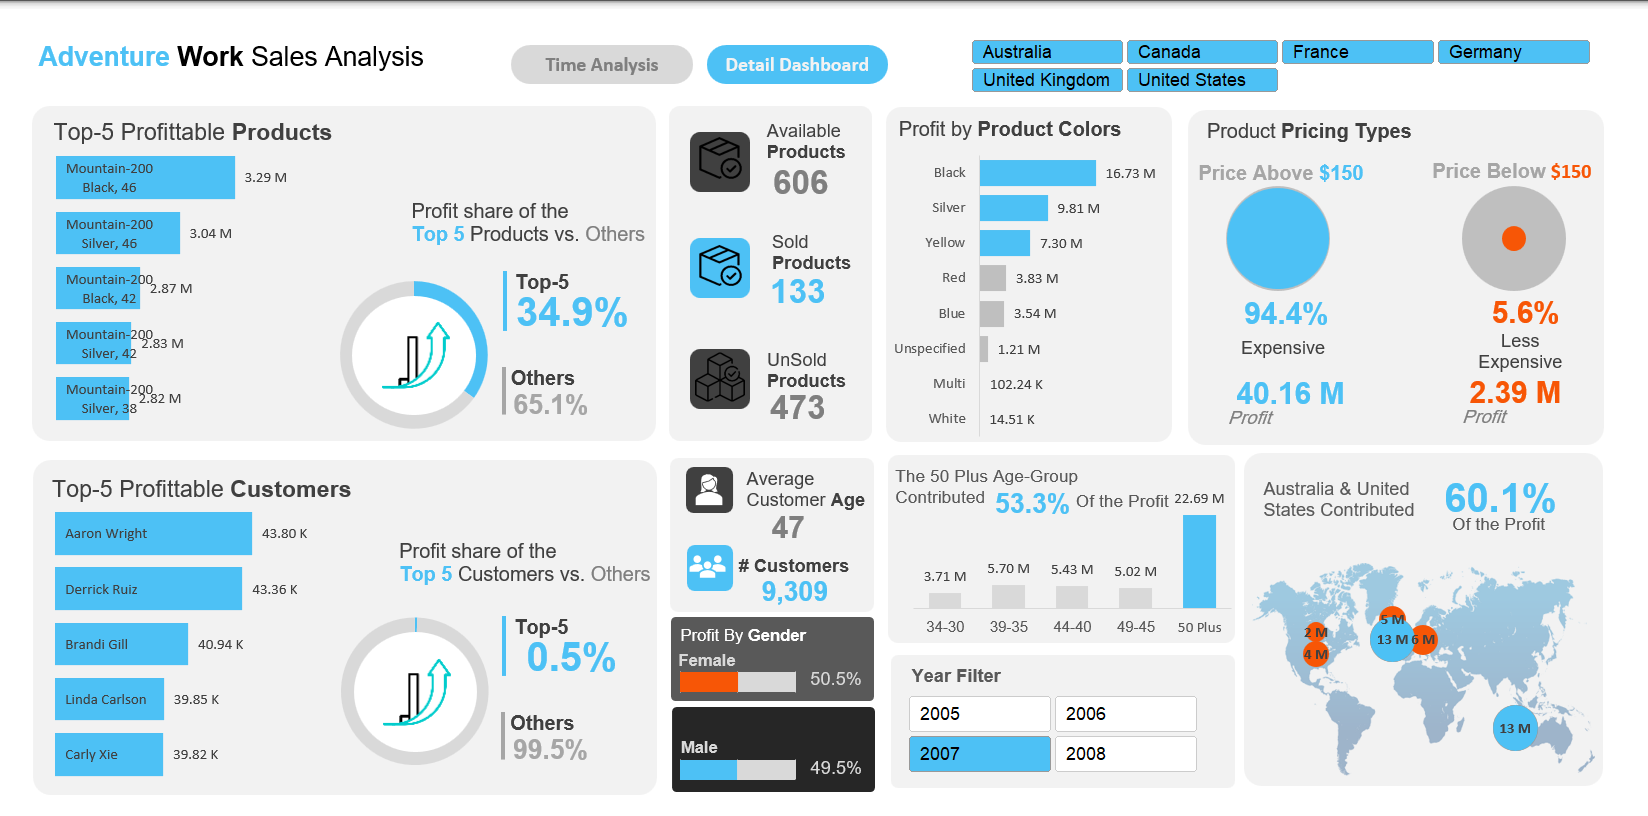 Adventure Work Sales Analysis
Time Analysis
Detail Dashboard
Australia
Canada
France
Germany
United Kingdom
United States
Top-5 Profittable Products
Mountain-200
Black, 46
3.29 M
Mountain-200
Silver, 46
3.04 M
Mountain-200
Black, 42
2.87 M
Mountain-200
Silver, 42
2.83 M
Mountain-200
Silver, 38
2.82 M
Profit share of the
Top 5 Products vs. Others
Top-5
34.9%
Others
65.1%
Available
Products
606
Sold
Products
133
UnSold
Products
473
Profit by Product Colors
Black
16.73 M
Silver
9.81 M
Yellow
7.30 M
Red
3.83 M
Blue
3.54 M
Unspecified
1.21 M
Multi
102.24 K
White
14.51 K
Product Pricing Types
Price Above $150
94.4%
Expensive
40.16 M
Profit
Price Below $150
5.6%
Less
Expensive
2.39 M
Profit
Top-5 Profittable Customers
Aaron Wright
43.80 K
Derrick Ruiz
43.36 K
Brandi Gill
40.94 K
Linda Carlson
39.85 K
Carly Xie
39.82 K
Profit share of the
Top 5 Customers vs. Others
Top-5
0.5%
Others
99.5%
Average
Customer Age
47
# Customers
9,309
Profit By Gender
Female
50.5%
Male
49.5%
The 50 Plus Age-Group
Contributed 53.3% Of the Profit
22.69 M
3.71 M
5.70 M
5.43 M
5.02 M
34-30
39-35
44-40
49-45
50 Plus
Year Filter
2005
2006
2007
2008
Australia & United
States Contributed
60.1%
Of the Profit
2 M
4 M
5 M
13 M
6 M
13 M